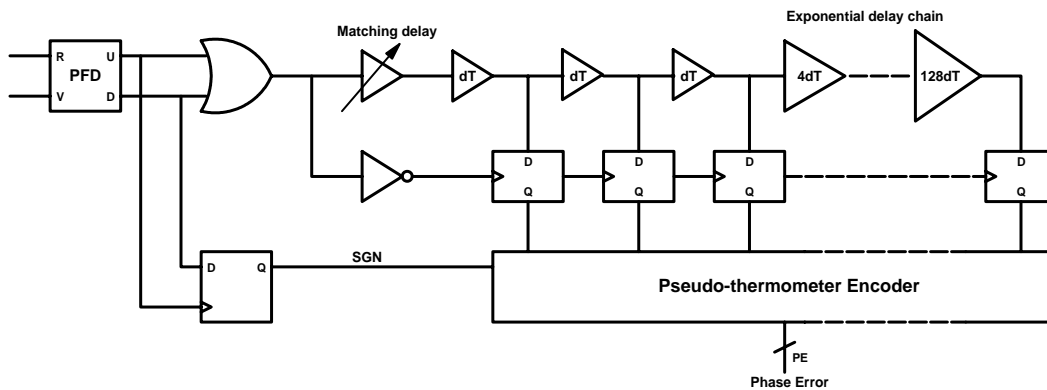 Matching delay
Exponential delay chain
R
U
PFD
V
D
dT
dT
dT
4dT
128dT
D
Q
D
Q
D
Q
D
Q
D
Q
SGN
Pseudo-thermometer Encoder
PE
Phase Error